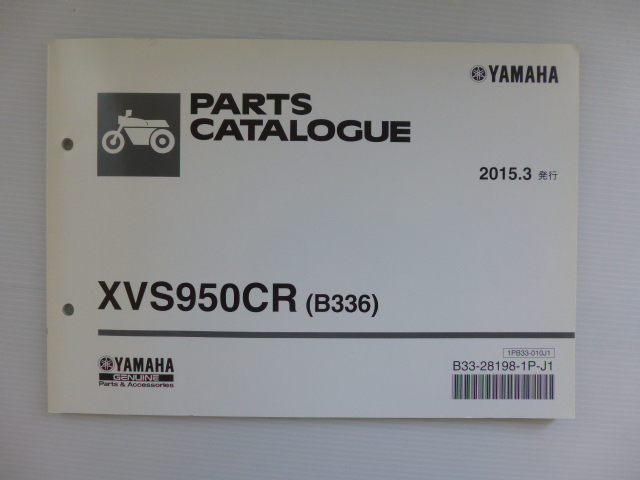 YAMAHA
PARTS
CATALOGUE
2015.3 発行
XVS950CR (B336)
YAMAHA
GENUINE
Parts & Accessories
1PB33-010J1
B33-28198-1P-J1